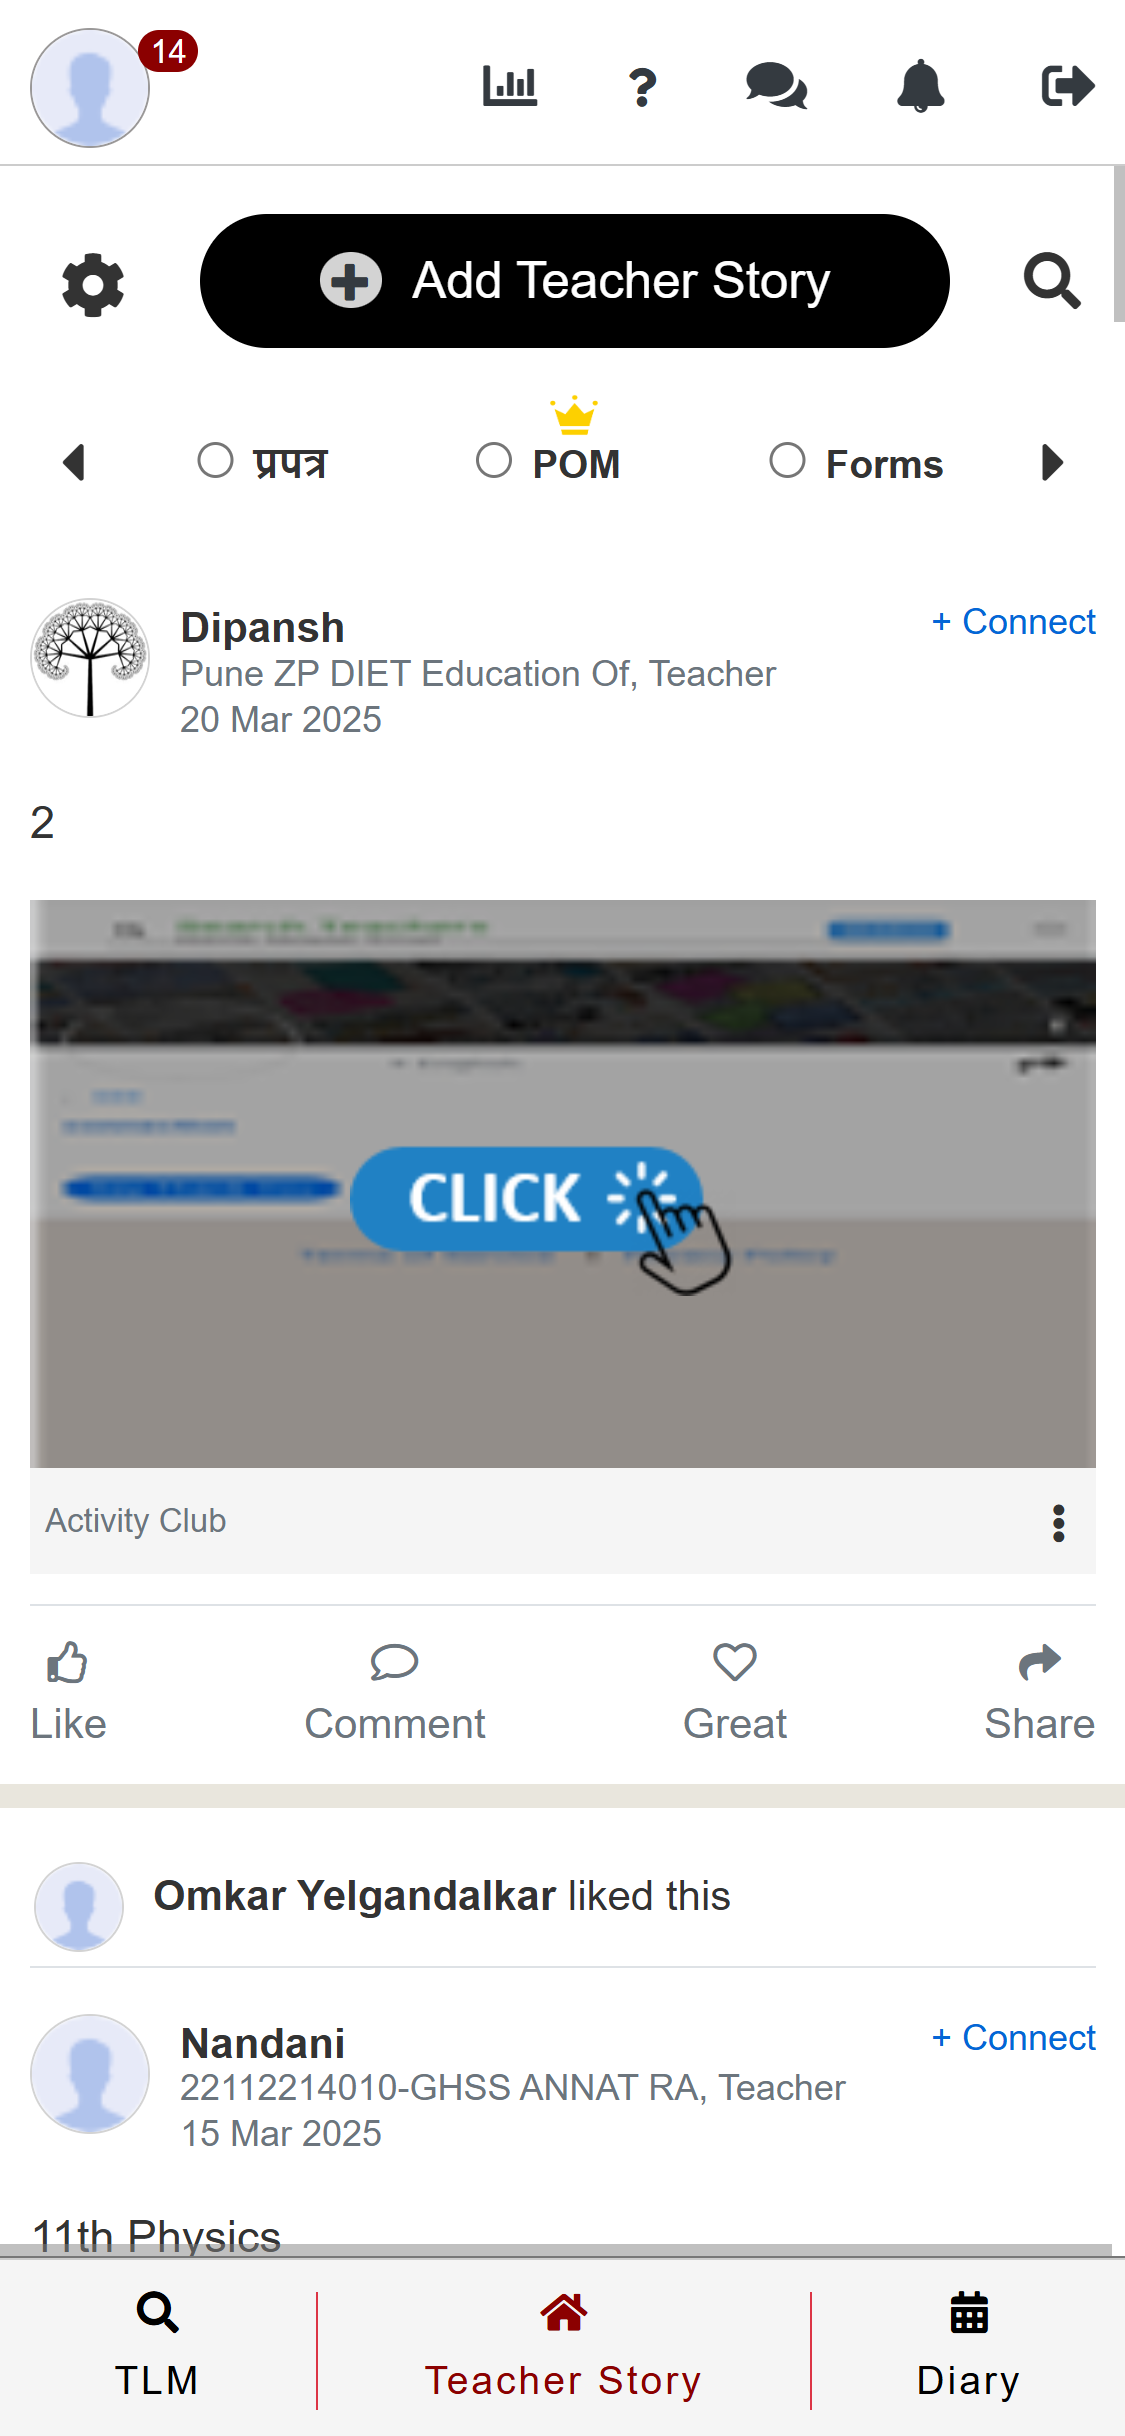 14
?
Add Teacher Story
प्रपत्र
POM
Forms
Dipansh
+ Connect
Pune ZP DIET Education Of, Teacher
20 Mar 2025
2
CLICK
Activity Club
Like
Comment
Great
Share
Omkar Yelgandalkar liked this
Nandani
+ Connect
22112214010-GHSS ANNAT RA, Teacher
15 Mar 2025
11th Physics
TLM
Teacher Story
Diary